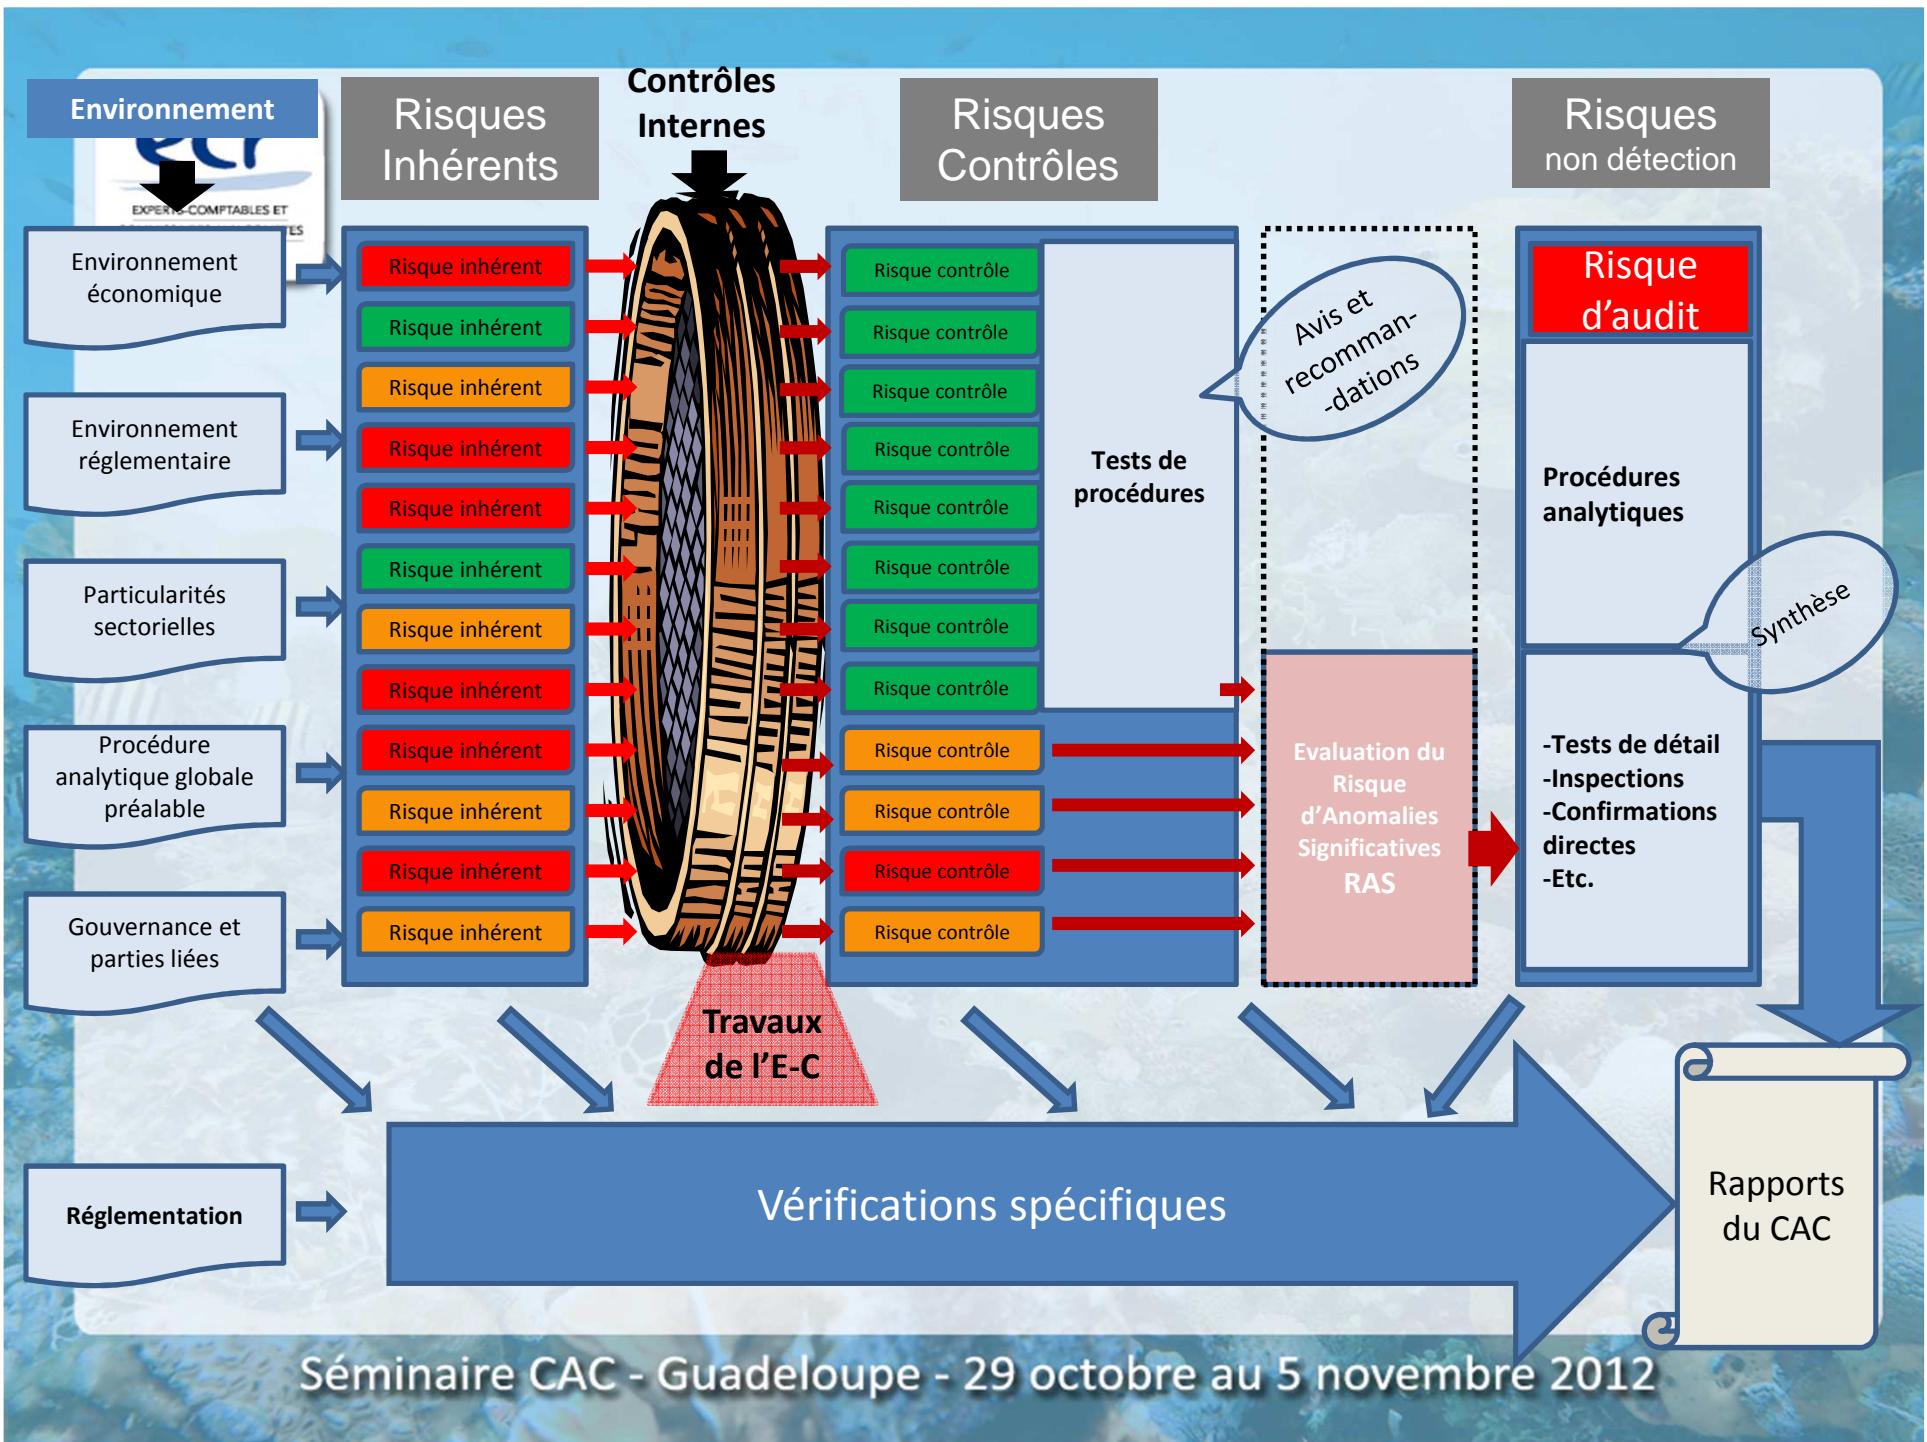 Environnement
ecf
EXPERTS-COMPTABLES ET
Risques
Inhérents
Contrôles
Internes
Risques
Contrôles
Risques
non détection
Environnement
économique
Environnement
réglementaire
Particularités
sectorielles
Procédure
analytique globale
préalable
Gouvernance et
parties liées
Réglementation
Risque inhérent
Risque inhérent
Risque inhérent
Risque inhérent
Risque inhérent
Risque inhérent
Risque inhérent
Risque inhérent
Risque inhérent
Risque inhérent
Risque inhérent
Risque inhérent
Travaux
de l'E-C
Risque contrôle
Risque contrôle
Risque contrôle
Risque contrôle
Risque contrôle
Risque contrôle
Risque contrôle
Risque contrôle
Risque contrôle
Risque contrôle
Risque contrôle
Risque contrôle
Tests de
procédures
Avis et
recomman-
-dations
Evaluation du
Risque
d'Anomalies
Significatives
RAS
Risque
d'audit
Procédures
analytiques
Synthèse
-Tests de détail
-Inspections
-Confirmations
directes
-Etc.
Vérifications spécifiques
Rapports
du CAC
Séminaire CAC - Guadeloupe - 29 octobre au 5 novembre 2012